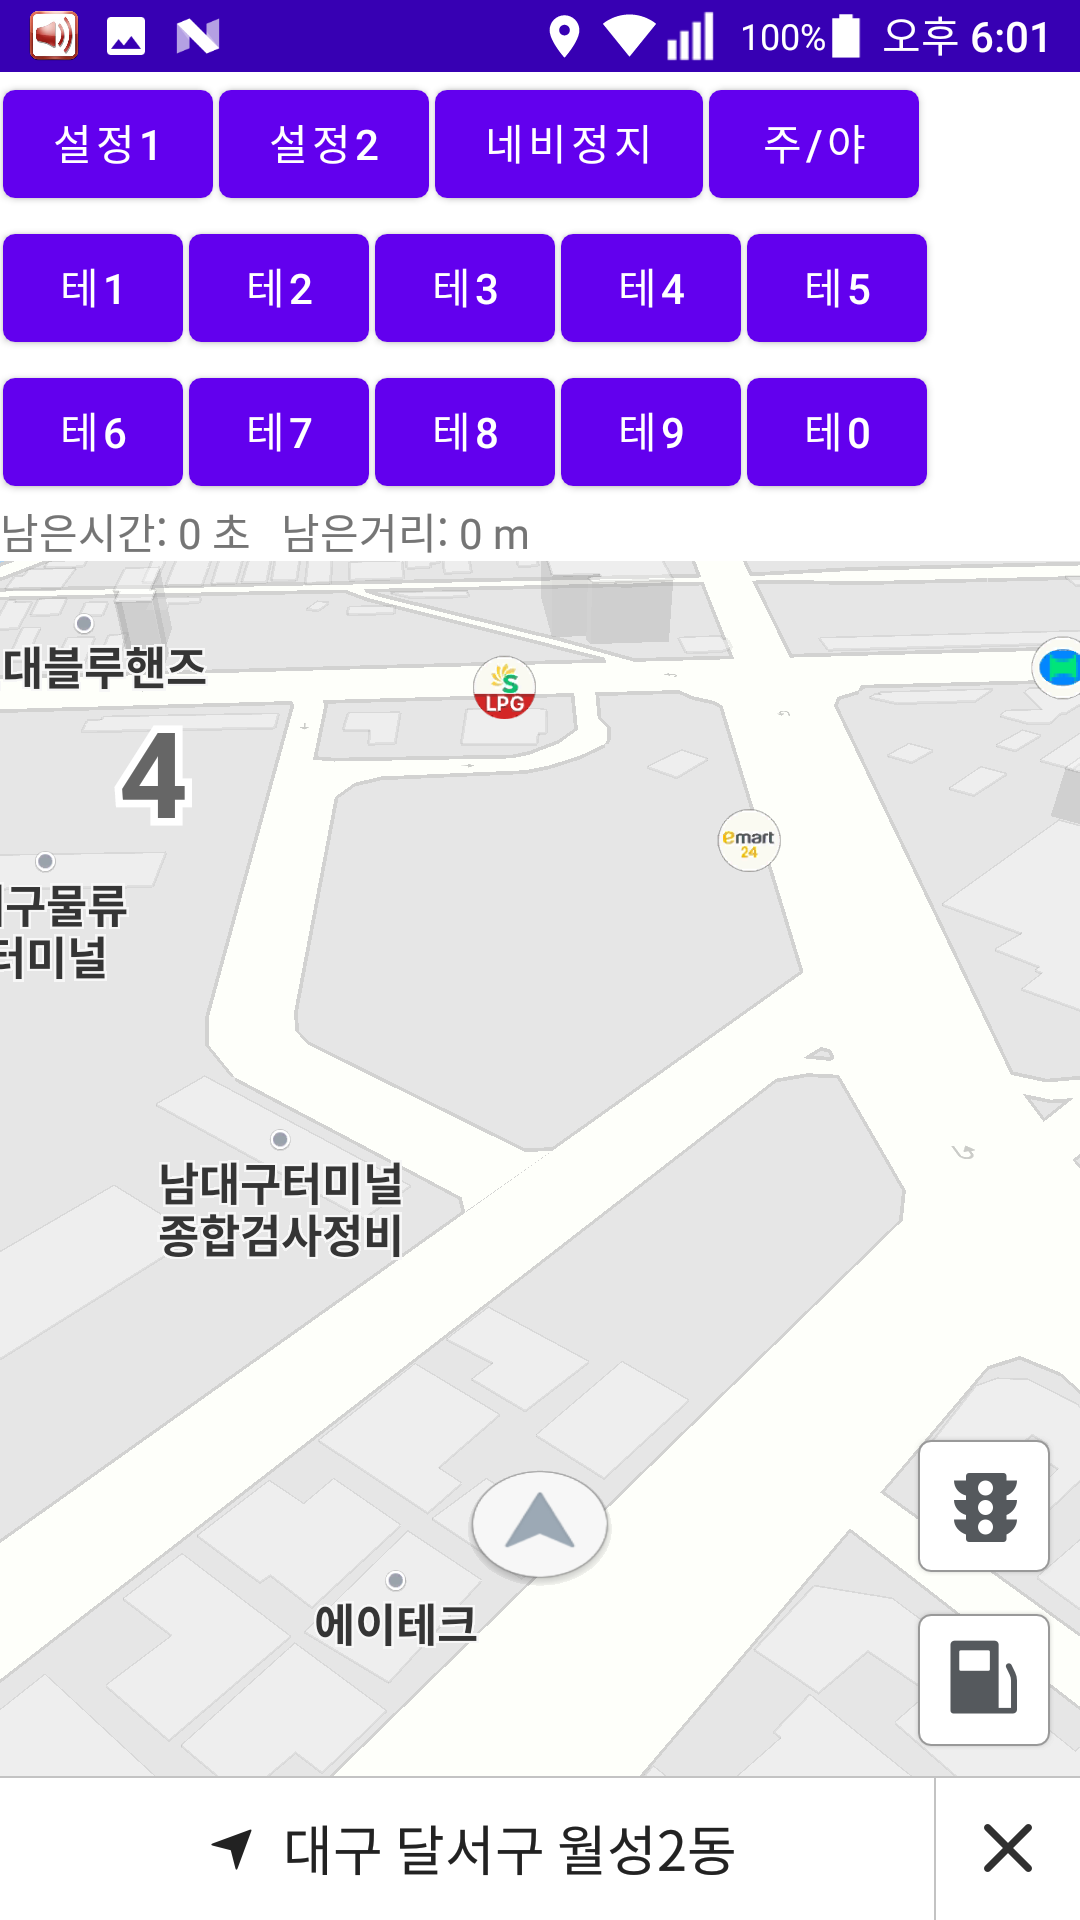 100% 오후 6:01
설정1 설정2 네비정지 주/야
테1 테2 테3 테4 테5
테6 테7 테8 테9 테0
남은시간: 0 초 남은거리: 0 m
대블루핸즈
S
LPG
4
emart
24
구물류
터미널
남대구터미널
종합검사정비
에이테크
대구 달서구 월성2동